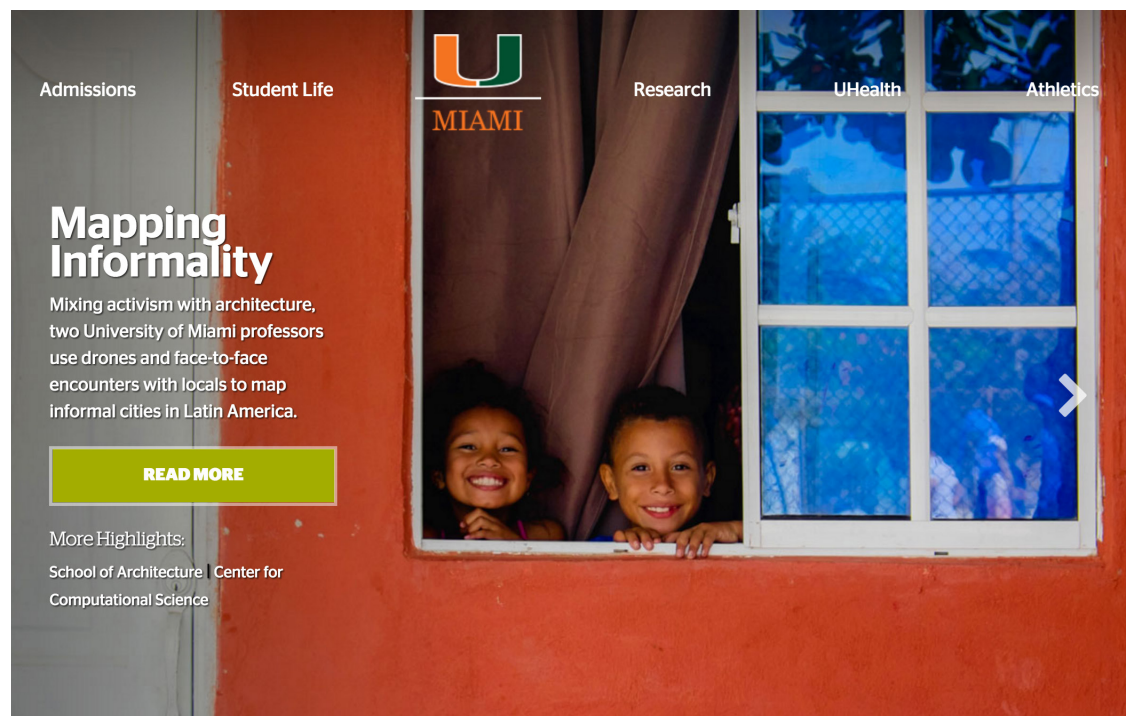 Admissions
Student Life
MIAMI
Research
UHealth
Athletics
Mapping
Informality
Mixing activism with architecture,
two University of Miami professors
use drones and face-to-face
encounters with locals to map
informal cities in Latin America.
READ MORE
More Highlights:
School of Architecture | Center for
Computational Science